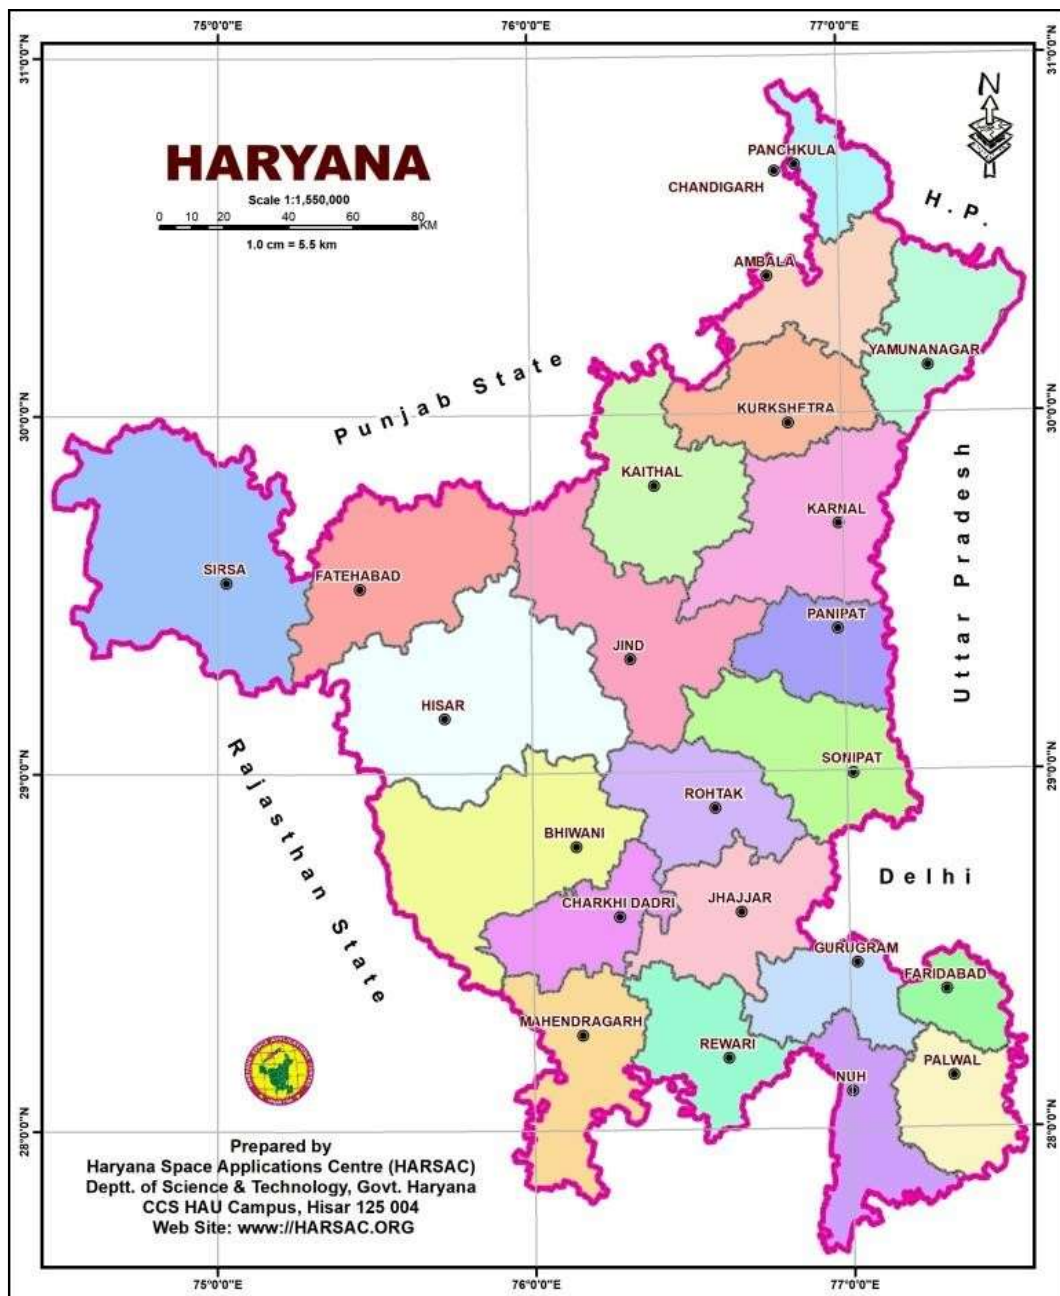 75°0'0"E
76°0'0"E
77°0'0"E
31°0'0"N
31°0'0"N
N
HARYANA
Scale 1:1,550,000
0 10 20 40 60 80
KM
1.0 cm = 5.5 km
PANCHKULA
CHANDIGARH
H.P.
AMBALA
YAMUNANAGAR
Punjab State
KURKSHETRA
30°0'0"N
30°0'0"N
KAITHAL
KARNAL
Uttar Pradesh
SIRSA
FATEHABAD
PANIPAT
JIND
HISAR
SONIPAT
29°0'0"N
29°0'0"N
Rajasthan State
ROHTAK
BHIWANI
Delhi
CHARKHI DADRI
JHAJJAR
GURUGRAM
FARIDABAD
MAHENDRAGARH
REWARI
NUH
PALWAL
28°0'0"N
28°0'0"N
Prepared by
Haryana Space Applications Centre (HARSAC)
Deptt. of Science & Technology, Govt. Haryana
CCS HAU Campus, Hisar 125 004
Web Site: www://HARSAC.ORG
75°0'0"E
76°0'0"E
77°0'0"E